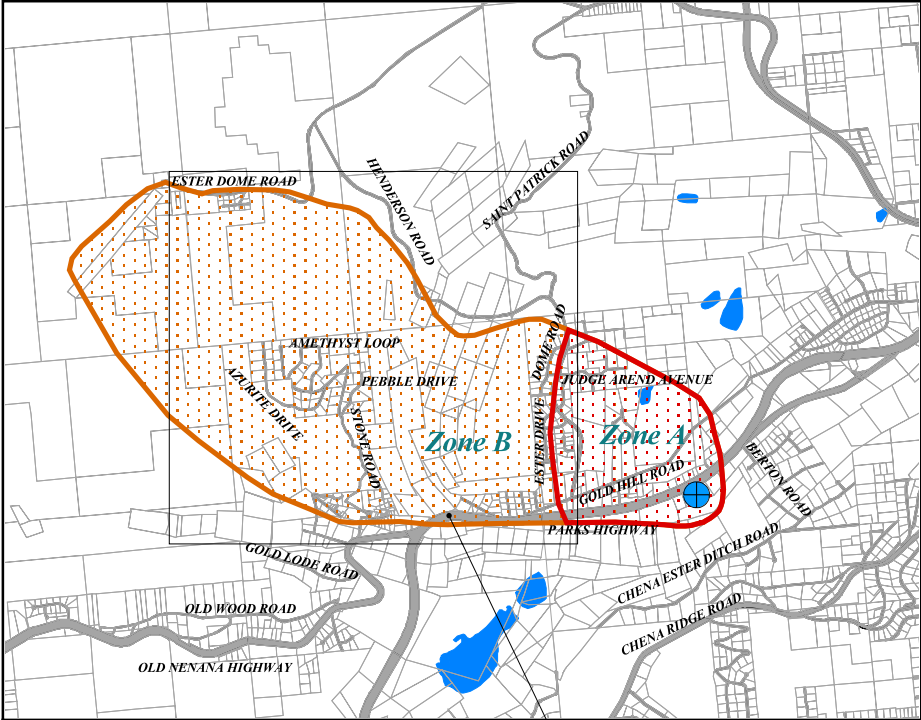 ESTER DOME ROAD
HENDERSON ROAD
SAINT PATRICK ROAD
DOME ROAD
AMETHYST LOOP
PEBBLE DRIVE
JUDGE AREND AVENUE
AZURITE DRIVE
STONE ROAD
Zone B
ESTER DRIVE
Zone A
GOLD HILL ROAD
BERTON ROAD
PARKS HIGHWAY
GOLD LODE ROAD
CHENA ESTER DITCH ROAD
OLD WOOD ROAD
CHENA RIDGE ROAD
OLD NENANA HIGHWAY